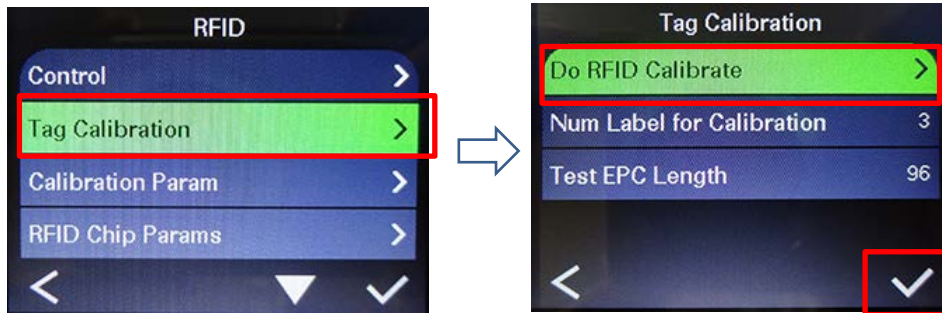 RFID
Control
Tag Calibration
Calibration Param
RFID Chip Params
Tag Calibration
Do RFID Calibrate
Num Label for Calibration 3
Test EPC Length 96